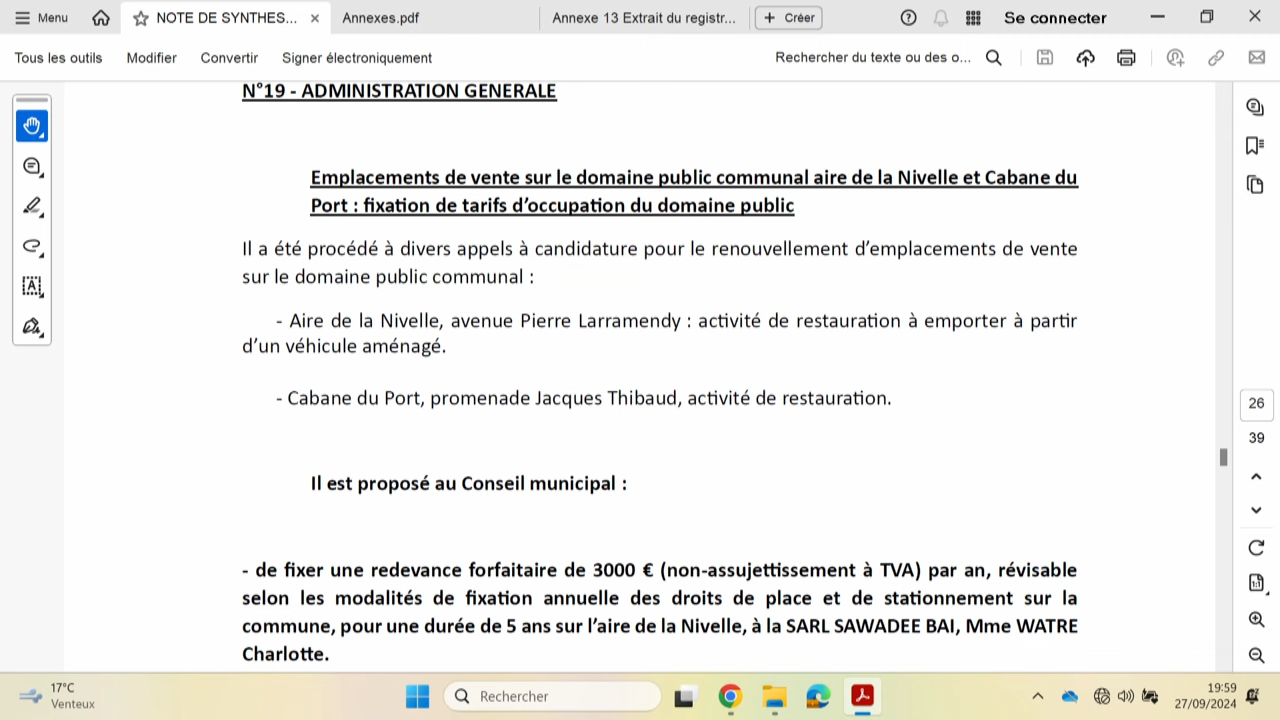 Menu
NOTE DE SYNTHES...
Annexes.pdf
Annexe 13 Extrait du registr...
Créer
Se connecter
Tous les outils
Modifier
Convertir
Signer électroniquement
Rechercher du texte ou des o...
N°19 - ADMINISTRATION GENERALE
Emplacements de vente sur le domaine public communal aire de la Nivelle et Cabane du
Port : fixation de tarifs d'occupation du domaine public
Il a été procédé à divers appels à candidature pour le renouvellement d'emplacements de vente
sur le domaine public communal :
- Aire de la Nivelle, avenue Pierre Larramendy : activité de restauration à emporter à partir
d'un véhicule aménagé.
- Cabane du Port, promenade Jacques Thibaud, activité de restauration.
Il est proposé au Conseil municipal :
- de fixer une redevance forfaitaire de 3000 € (non-assujettissement à TVA) par an, révisable
selon les modalités de fixation annuelle des droits de place et de stationnement sur la
commune, pour une durée de 5 ans sur l'aire de la Nivelle, à la SARL SAWADEE BAI, Mme WATRE
Charlotte.
26
39
17°C
Venteux
Rechercher
19:59
27/09/2024